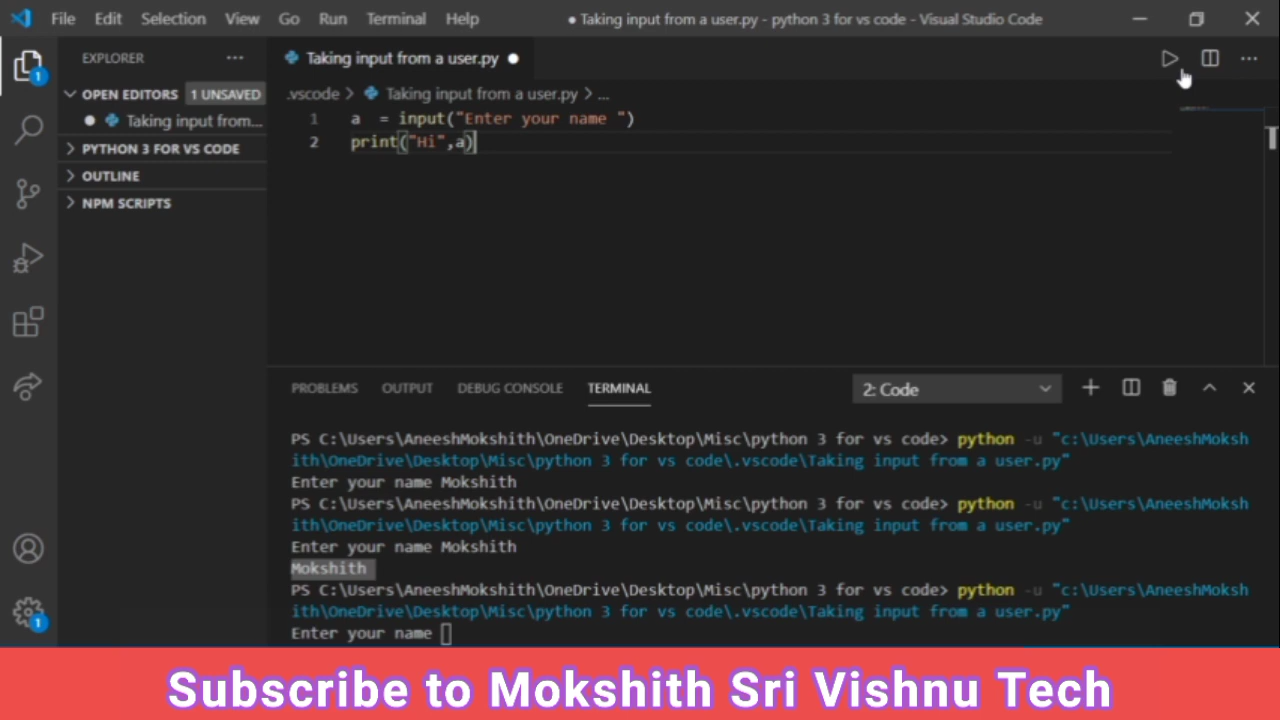 File Edit Selection View Go Run Terminal Help ● Taking input from a user.py - python 3 for vs code - Visual Studio Code
EXPLORER ...
Taking input from a user.py ●
OPEN EDITORS 1 UNSAVED
● Taking input from...
PYTHON 3 FOR VS CODE
OUTLINE
NPM SCRIPTS
1
1
.vscode > Taking input from a user.py > ...
1 a = input("Enter your name ")
2 print("Hi",a)
PROBLEMS OUTPUT DEBUG CONSOLE TERMINAL 2: Code
PS C:\Users\AneeshMokshith\OneDrive\Desktop\Misc\python 3 for vs code> python -u "c:\Users\AneeshMoksh
ith\OneDrive\Desktop\Misc\python 3 for vs code\.vscode\Taking input from a user.py"
Enter your name Mokshith
PS C:\Users\AneeshMokshith\OneDrive\Desktop\Misc\python 3 for vs code> python -u "c:\Users\AneeshMoksh
ith\OneDrive\Desktop\Misc\python 3 for vs code\.vscode\Taking input from a user.py"
Enter your name Mokshith
Mokshith
PS C:\Users\AneeshMokshith\OneDrive\Desktop\Misc\python 3 for vs code> python -u "c:\Users\AneeshMoksh
ith\OneDrive\Desktop\Misc\python 3 for vs code\.vscode\Taking input from a user.py"
Enter your name
Subscribe to Mokshith Sri Vishnu Tech